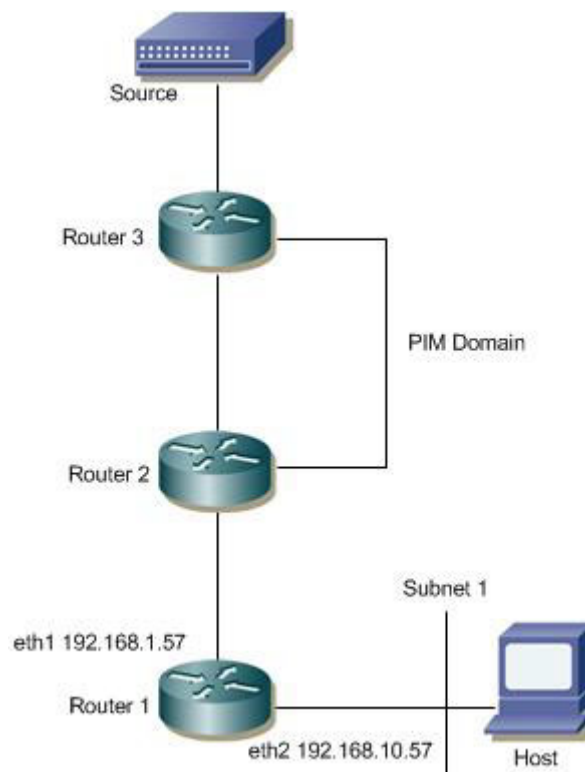 Source
Router 3
PIM Domain
Router 2
Subnet 1
eth1 192.168.1.57
Router 1
eth2 192.168.10.57
Host